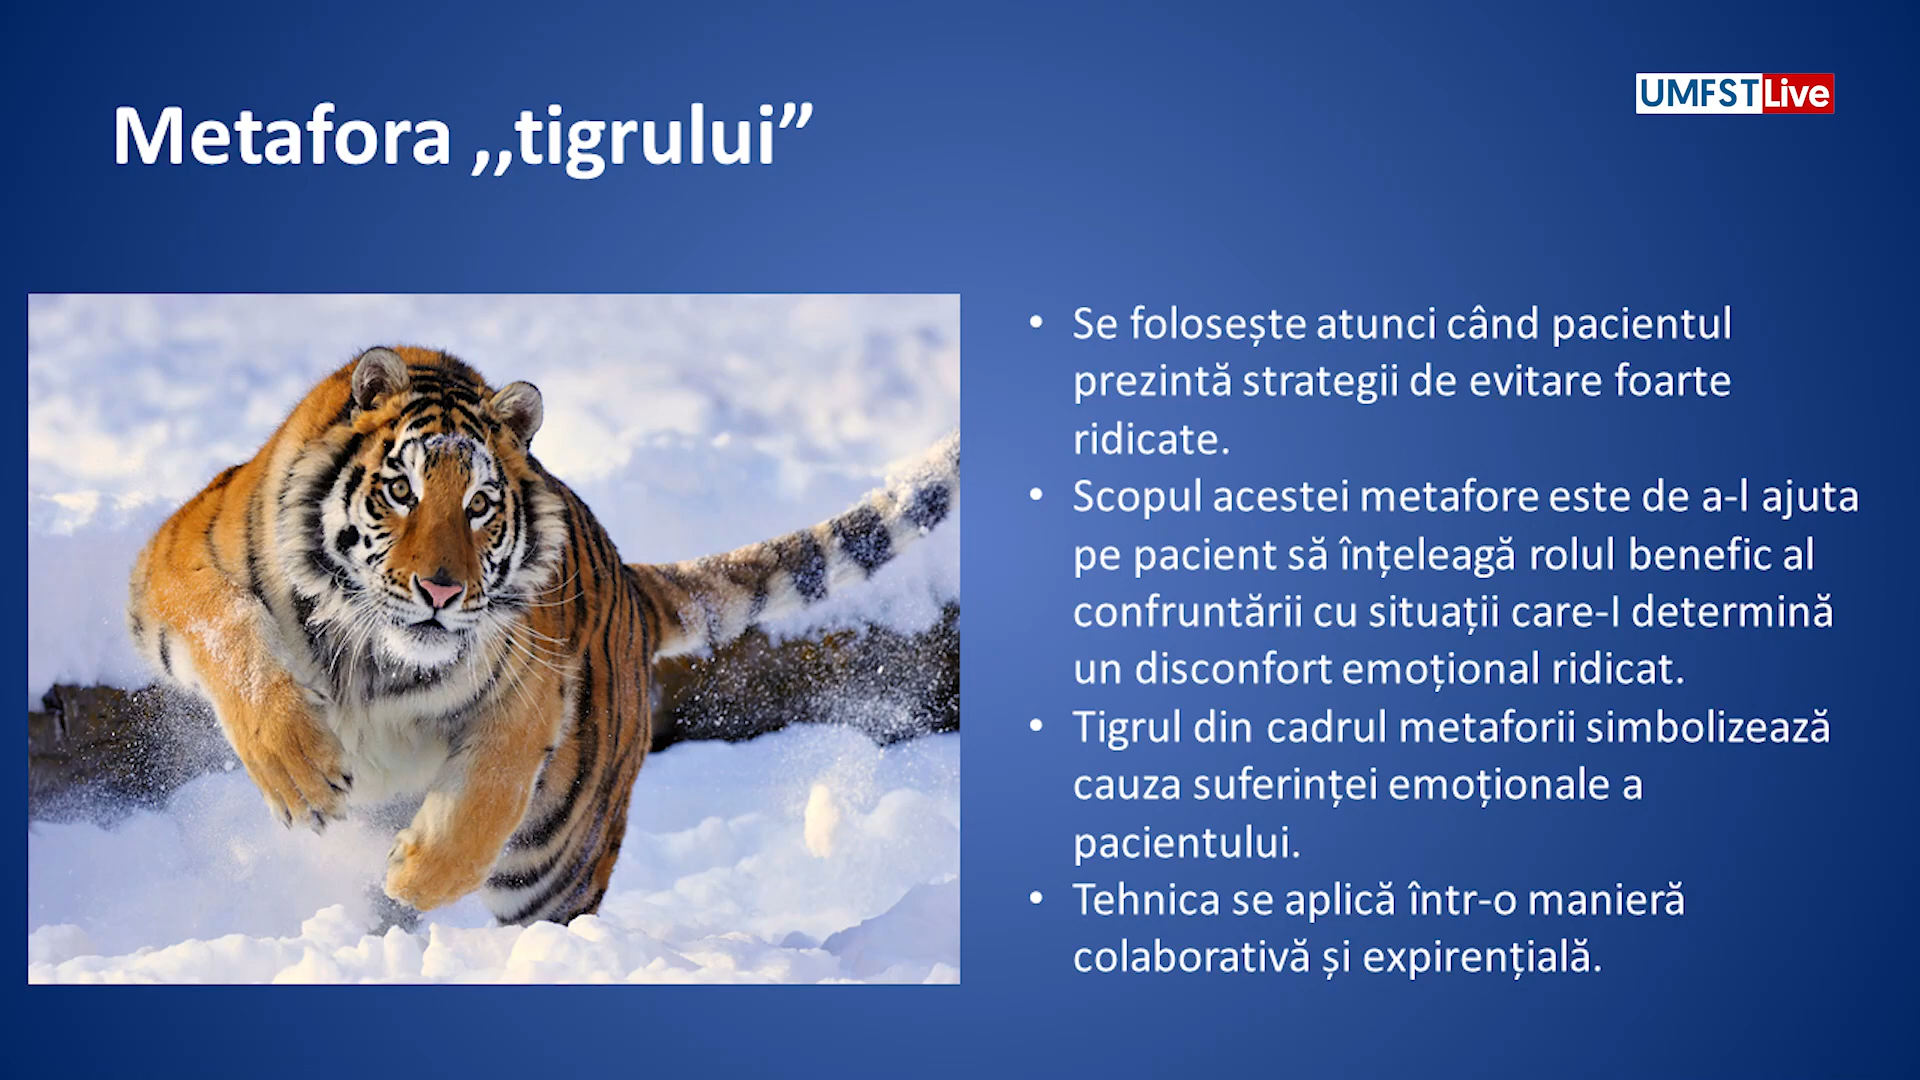 UMFSTLive
Metafora ,,tigrului”
• Se folosește atunci când pacientul
prezintă strategii de evitare foarte
ridicate.
• Scopul acestei metafore este de a-l ajuta
pe pacient să înțeleagă rolul benefic al
confruntării cu situații care-l determină
un disconfort emoțional ridicat.
• Tigrul din cadrul metaforii simbolizează
cauza suferinței emoționale a
pacientului.
• Tehnica se aplică într-o manieră
colaborativă și expirențială.